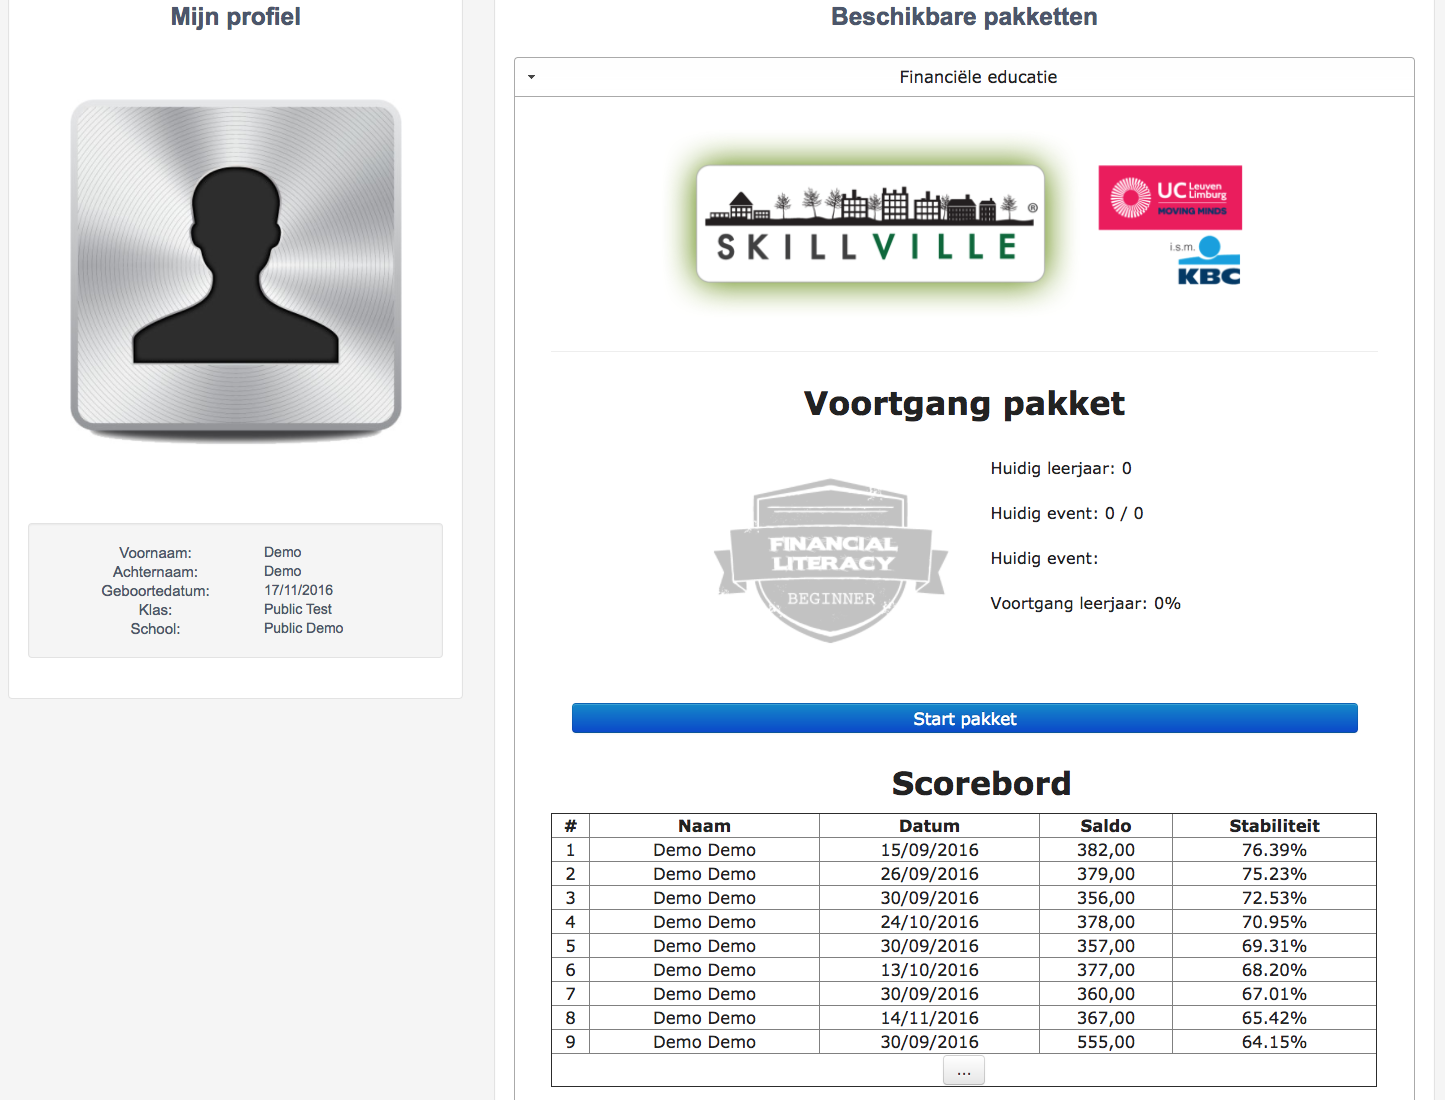 Mijn profiel
Voornaam: Demo
Achternaam: Demo
Geboortedatum: 17/11/2016
Klas: Public Test
School: Public Demo
Beschikbare pakketten
Financiële educatie
SKILLVILLE ®
UC Leuven
Limburg
MOVING MINDS
i.s.m.
KBC
Voortgang pakket
FINANCIAL
LITERACY
BEGINNER
Huidig leerjaar: 0
Huidig event: 0 / 0
Huidig event:
Voortgang leerjaar: 0%
Start pakket
Scorebord
# Naam Datum Saldo Stabiliteit
1 Demo Demo 15/09/2016 382,00 76.39%
2 Demo Demo 26/09/2016 379,00 75.23%
3 Demo Demo 30/09/2016 356,00 72.53%
4 Demo Demo 24/10/2016 378,00 70.95%
5 Demo Demo 30/09/2016 357,00 69.31%
6 Demo Demo 13/10/2016 377,00 68.20%
7 Demo Demo 30/09/2016 360,00 67.01%
8 Demo Demo 14/11/2016 367,00 65.42%
9 Demo Demo 30/09/2016 555,00 64.15%
...